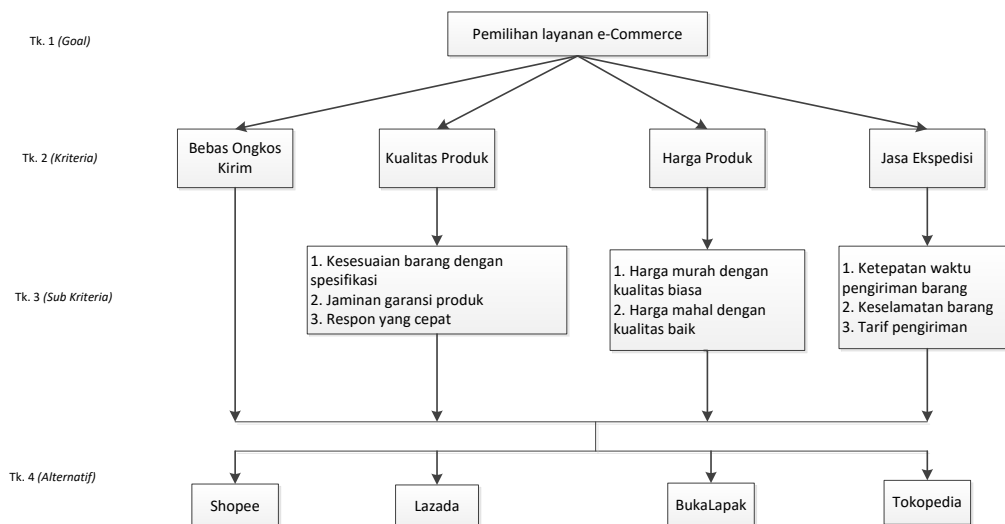 Tk. 1 (Goal)
Pemilihan layanan e-Commerce
Tk. 2 (Kriteria)
Bebas Ongkos
Kirim
Kualitas Produk
Harga Produk
Jasa Ekspedisi
Tk. 3 (Sub Kriteria)
1. Kesesuaian barang dengan
spesifikasi
2. Jaminan garansi produk
3. Respon yang cepat
1. Harga murah dengan
kualitas biasa
2. Harga mahal dengan
kualitas baik
1. Ketepatan waktu
pengiriman barang
2. Keselamatan barang
3. Tarif pengiriman
Tk. 4 (Alternatif)
Shopee
Lazada
BukaLapak
Tokopedia